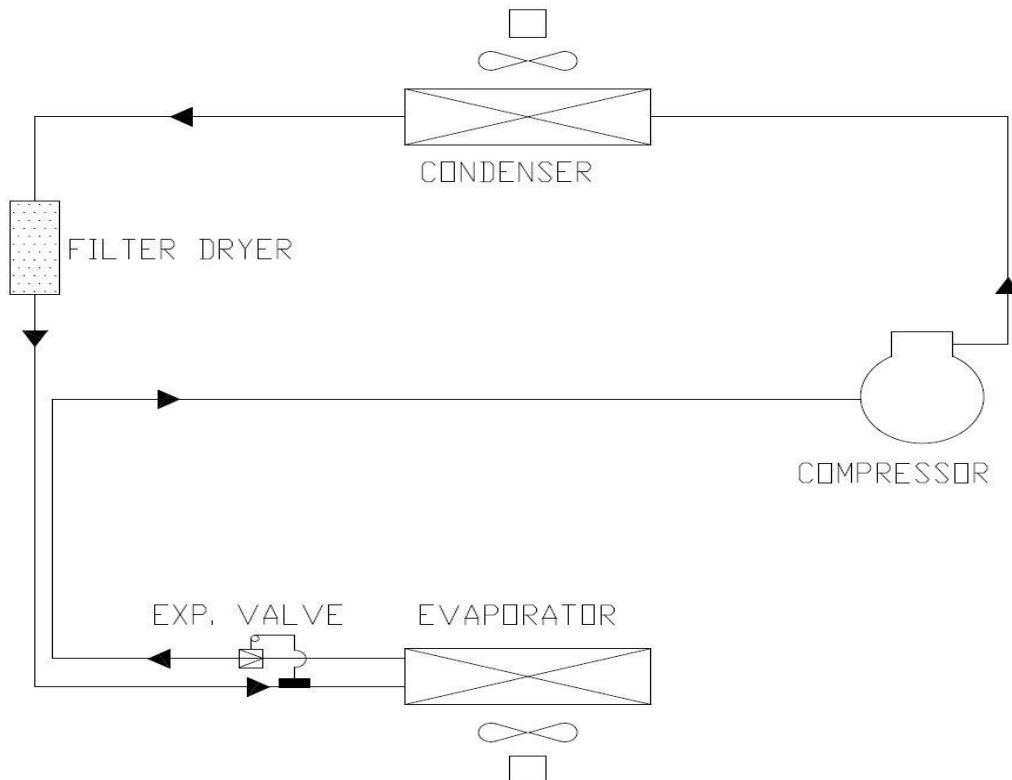 CONDENSER
FILTER DRYER
COMPRESSOR
EXP. VALVE
EVAPORATOR